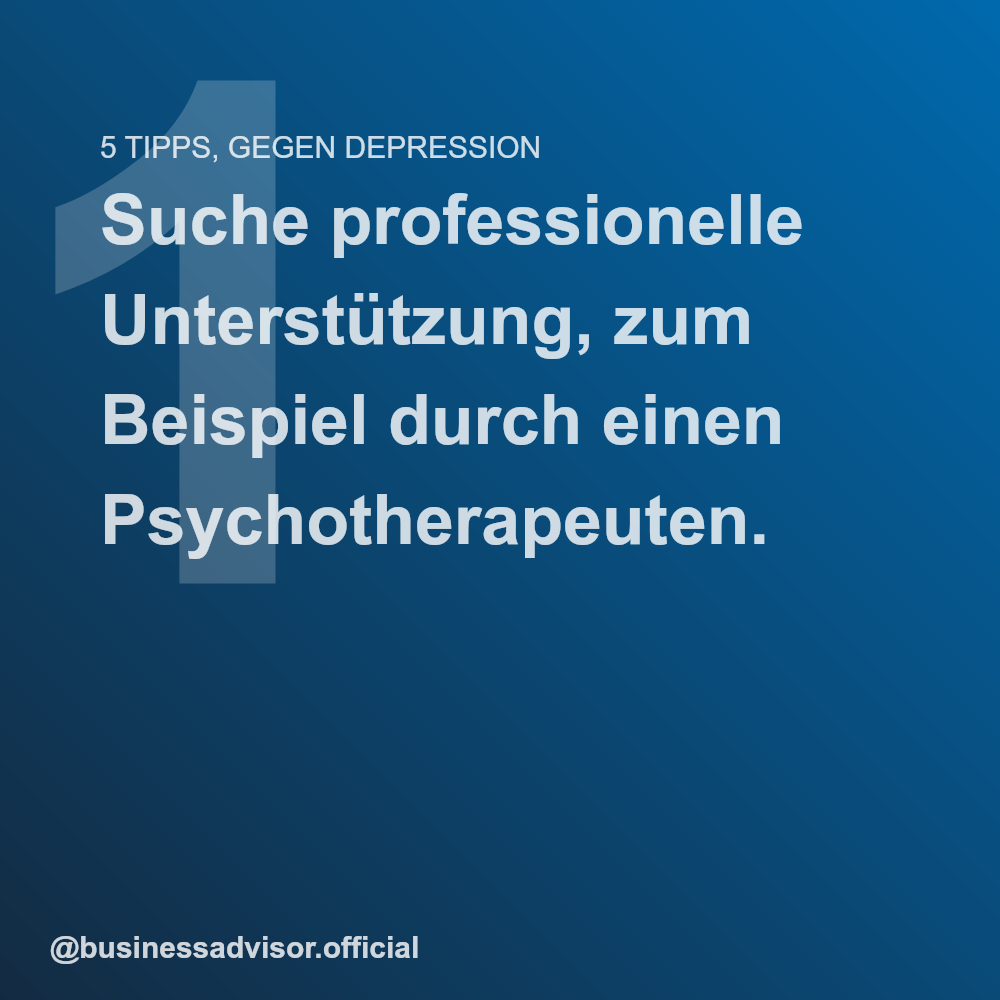 1
5 TIPPS, GEGEN DEPRESSION
Suche professionelle
Unterstützung, zum
Beispiel durch einen
Psychotherapeuten.
@businessadvisor.official